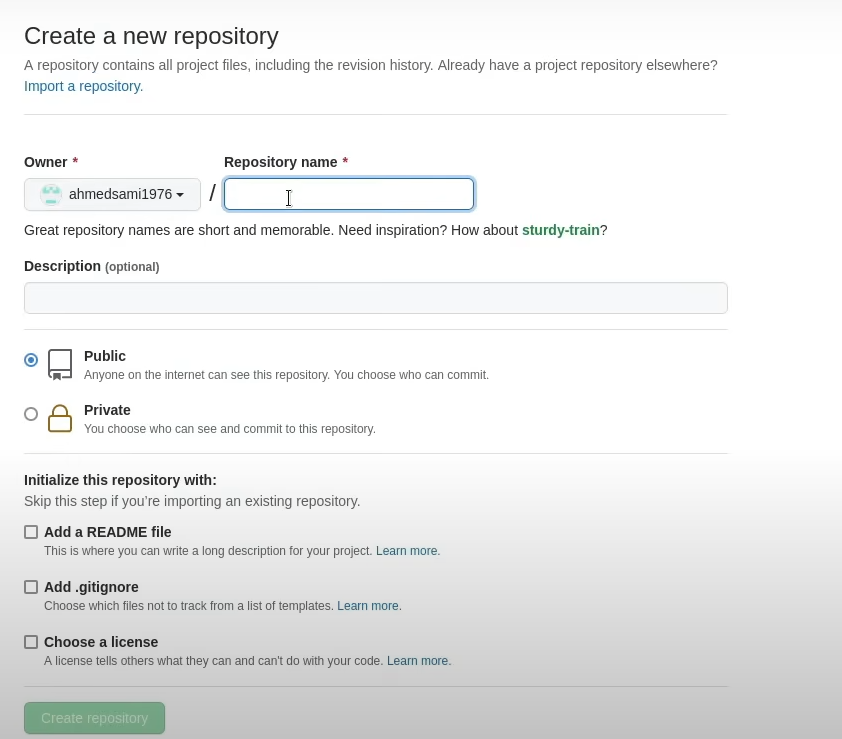 Create a new repository
A repository contains all project files, including the revision history. Already have a project repository elsewhere?
Import a repository.
Owner *
Repository name *
ahmedsami1976
/
Great repository names are short and memorable. Need inspiration? How about sturdy-train?
Description (optional)
Public
Anyone on the internet can see this repository. You choose who can commit.
Private
You choose who can see and commit to this repository.
Initialize this repository with:
Skip this step if you’re importing an existing repository.
Add a README file
This is where you can write a long description for your project. Learn more.
Add .gitignore
Choose which files not to track from a list of templates. Learn more.
Choose a license
A license tells others what they can and can't do with your code. Learn more.
Create repository